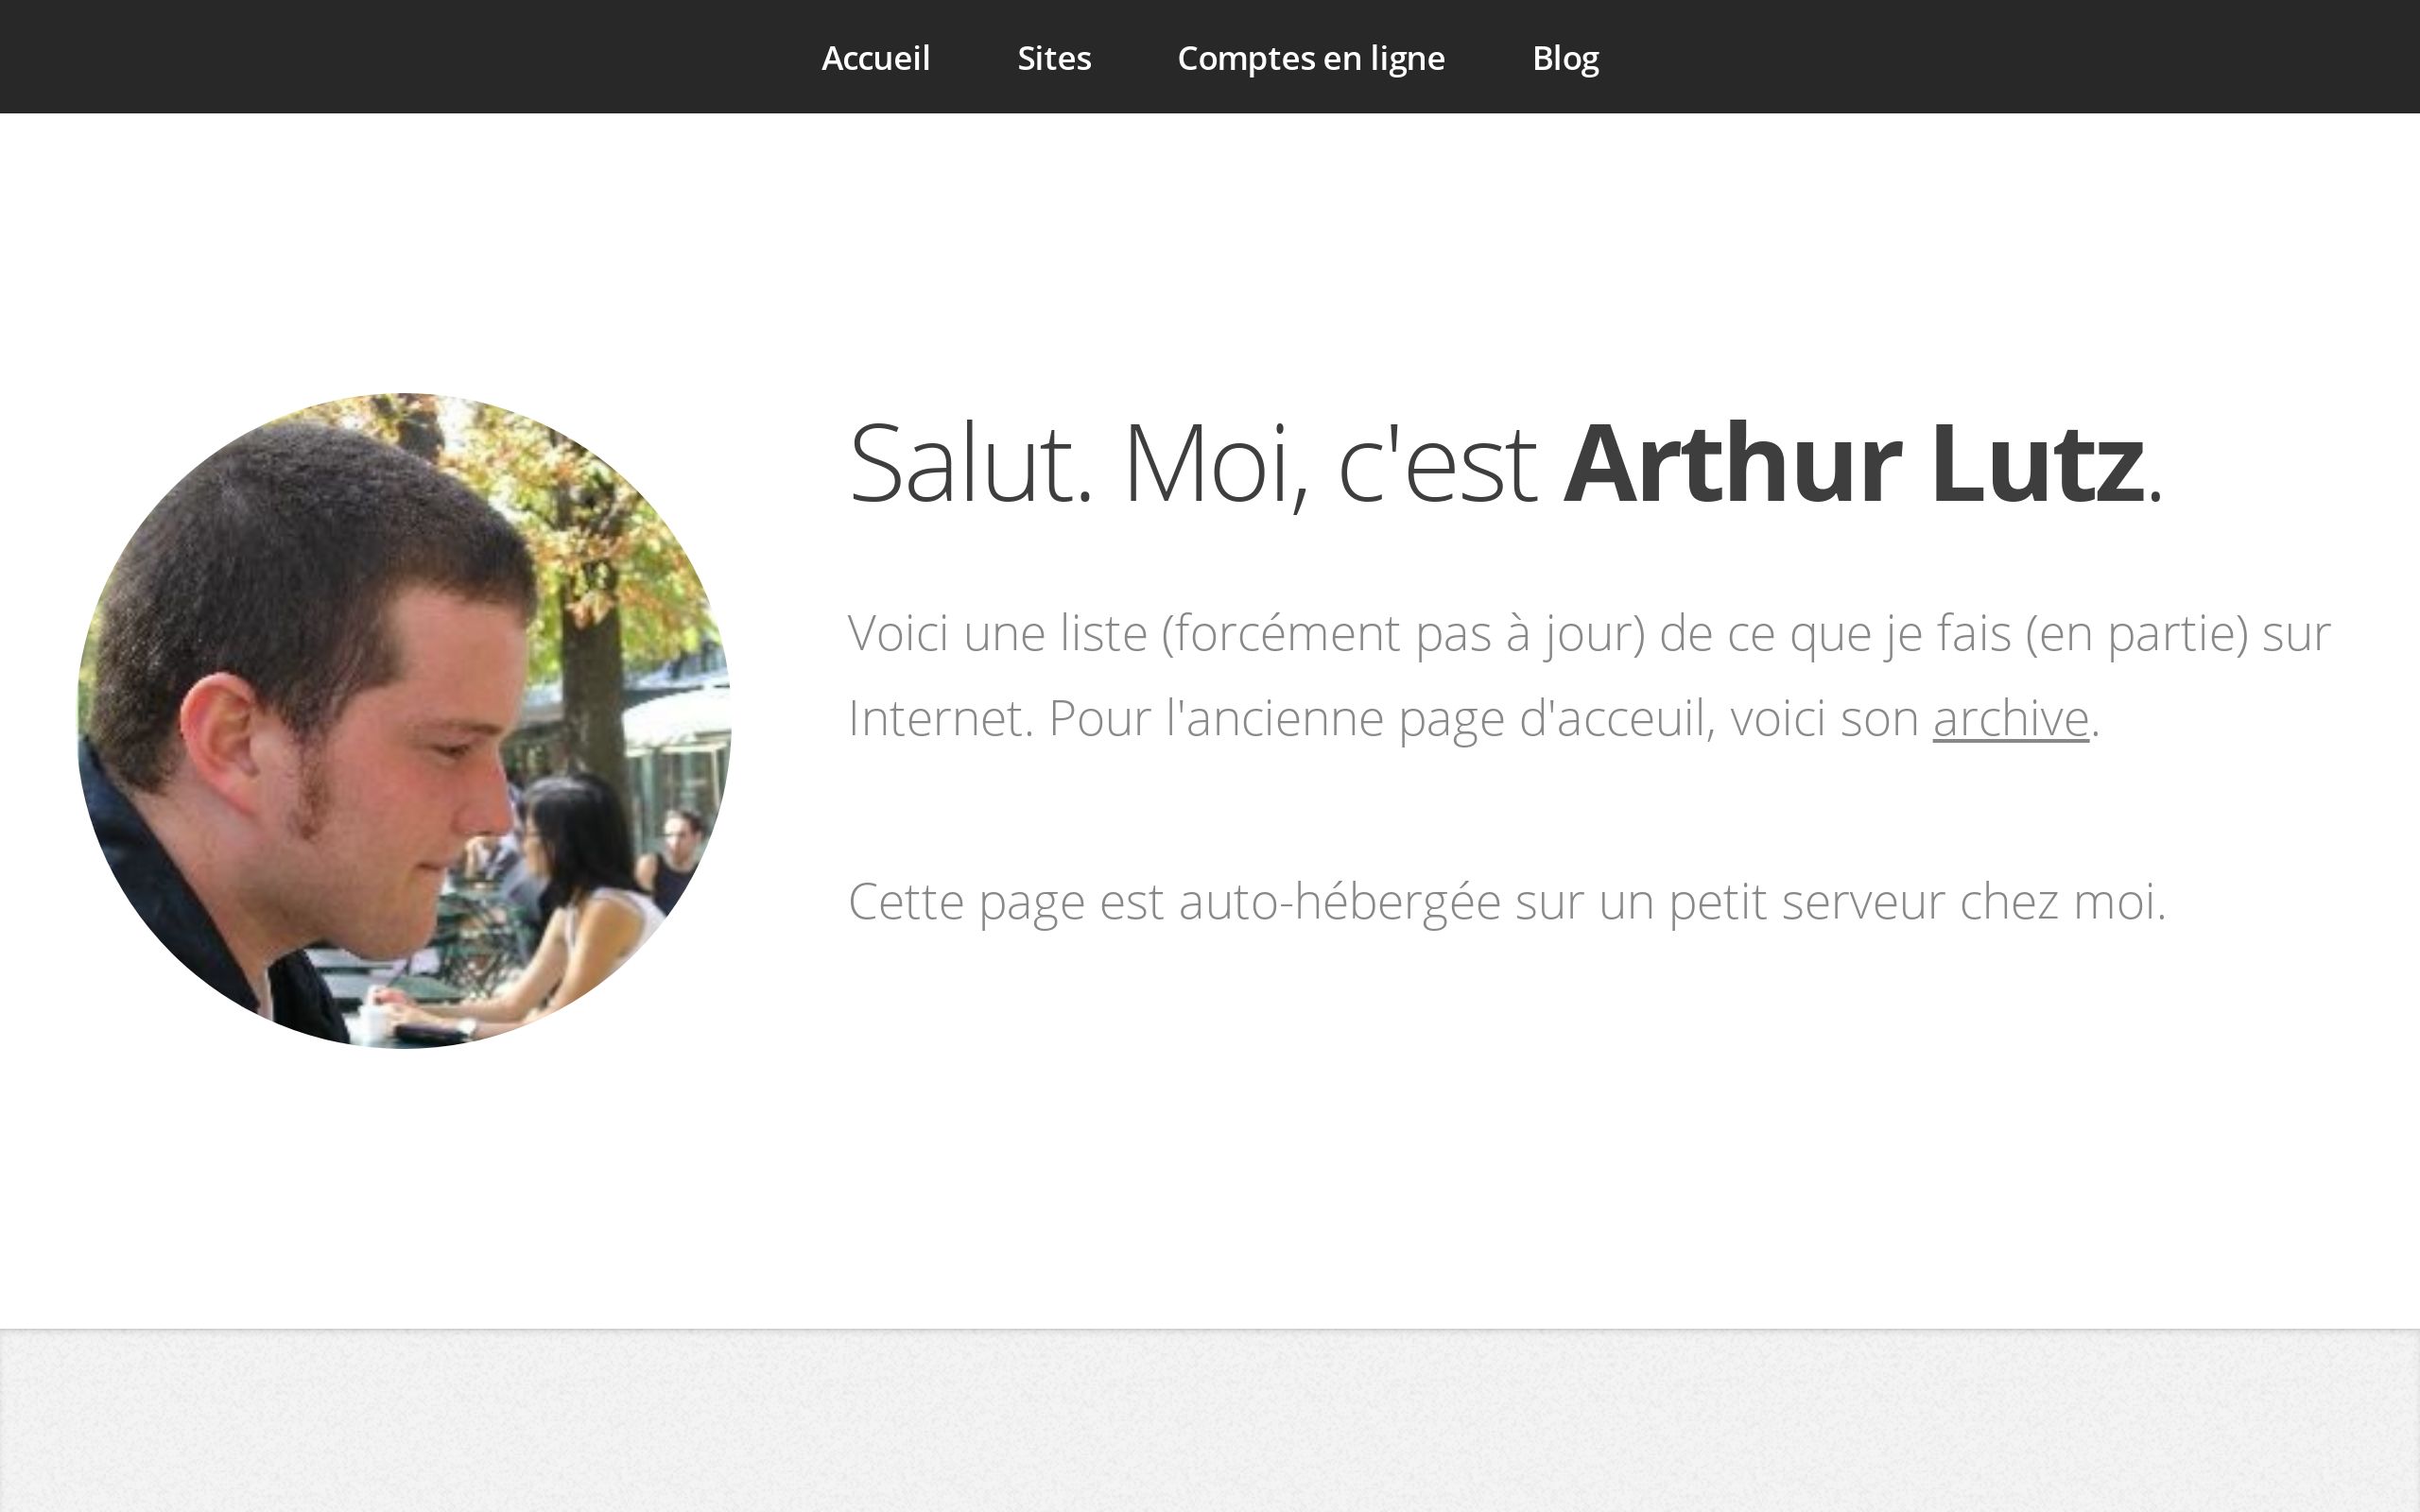 Accueil Sites Comptes en ligne Blog
Salut. Moi, c'est Arthur Lutz.
Voici une liste (forcément pas à jour) de ce que je fais (en partie) sur
Internet. Pour l'ancienne page d'acceuil, voici son archive.
Cette page est auto-hébergée sur un petit serveur chez moi.